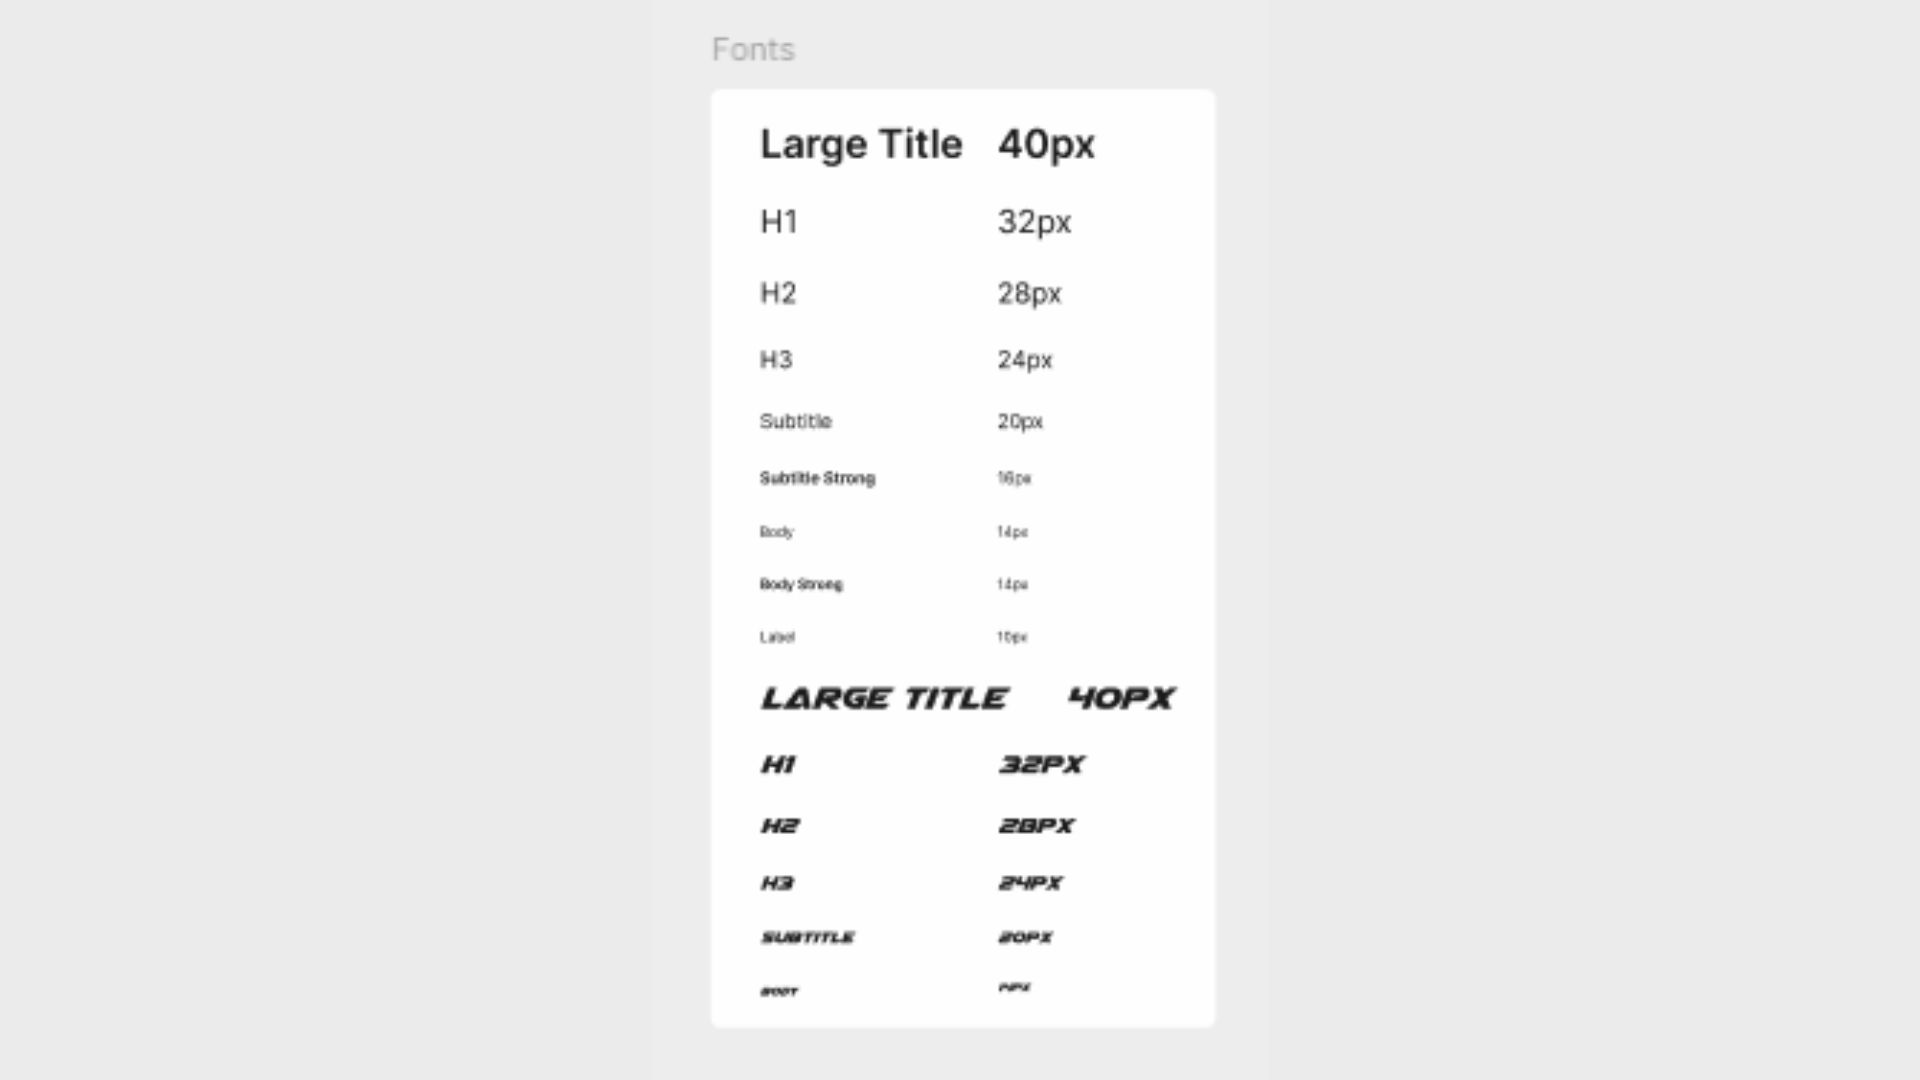 Fonts
Large Title 40px
H1 32px
H2 28px
H3 24px
Subtitle 20px
Subtitle Strong 16px
Body 14px
Body Strong 14px
Label 10px
LARGE TITLE 40PX
H1 32PX
H2 28PX
H3 24PX
SUBTITLE 20PX
BODY